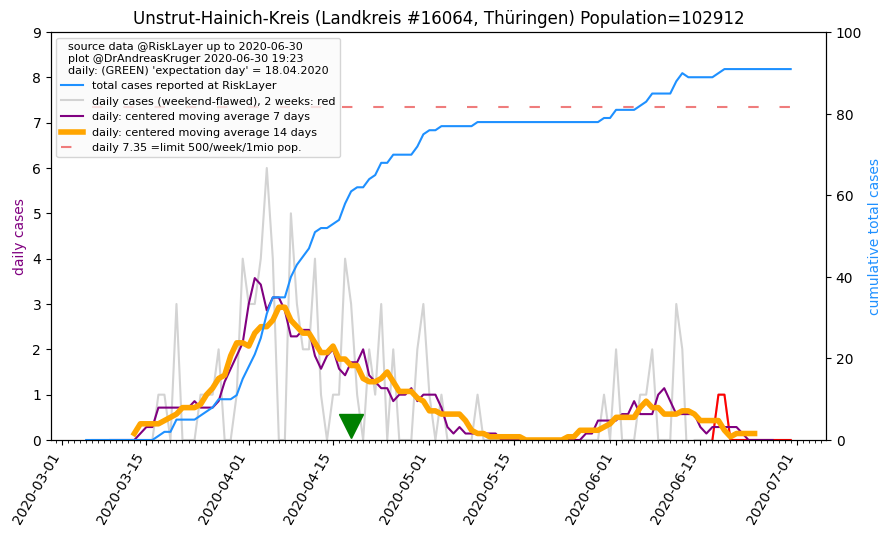 Unstrut-Hainich-Kreis (Landkreis #16064, Thüringen) Population=102912
source data @RiskLayer up to 2020-06-30
plot @DrAndreasKruger 2020-06-30 19:23
daily: (GREEN) 'expectation day' = 18.04.2020
total cases reported at RiskLayer
daily cases (weekend-flawed), 2 weeks: red
daily: centered moving average 7 days
daily: centered moving average 14 days
daily 7.35 =limit 500/week/1mio pop.
daily cases
9
8
7
6
5
4
3
2
1
0
100
80
60
40
20
0
cumulative total cases
2020-03-01
2020-03-15
2020-04-01
2020-04-15
2020-05-01
2020-05-15
2020-06-01
2020-06-15
2020-07-01